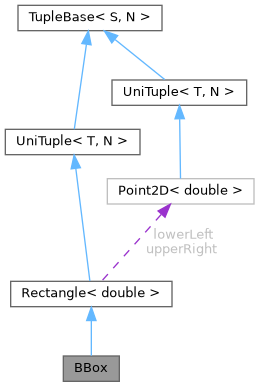 TupleBase< S, N >
UniTuple< T, N >
UniTuple< T, N >
Point2D< double >
lowerLeft
upperRight
Rectangle< double >
BBox